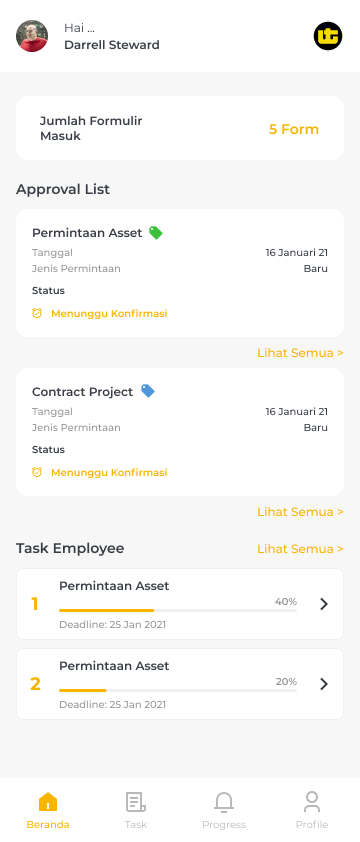 Hai ...
Darrell Steward
Jumlah Formulir
Masuk
5 Form
Approval List
Permintaan Asset
Tanggal
16 Januari 21
Jenis Permintaan
Baru
Status
Menunggu Konfirmasi
Lihat Semua >
Contract Project
Tanggal
16 Januari 21
Jenis Permintaan
Baru
Status
Menunggu Konfirmasi
Lihat Semua >
Task Employee
Lihat Semua >
1
Permintaan Asset
40%
Deadline: 25 Jan 2021
2
Permintaan Asset
20%
Deadline: 25 Jan 2021
Beranda
Task
Progress
Profile